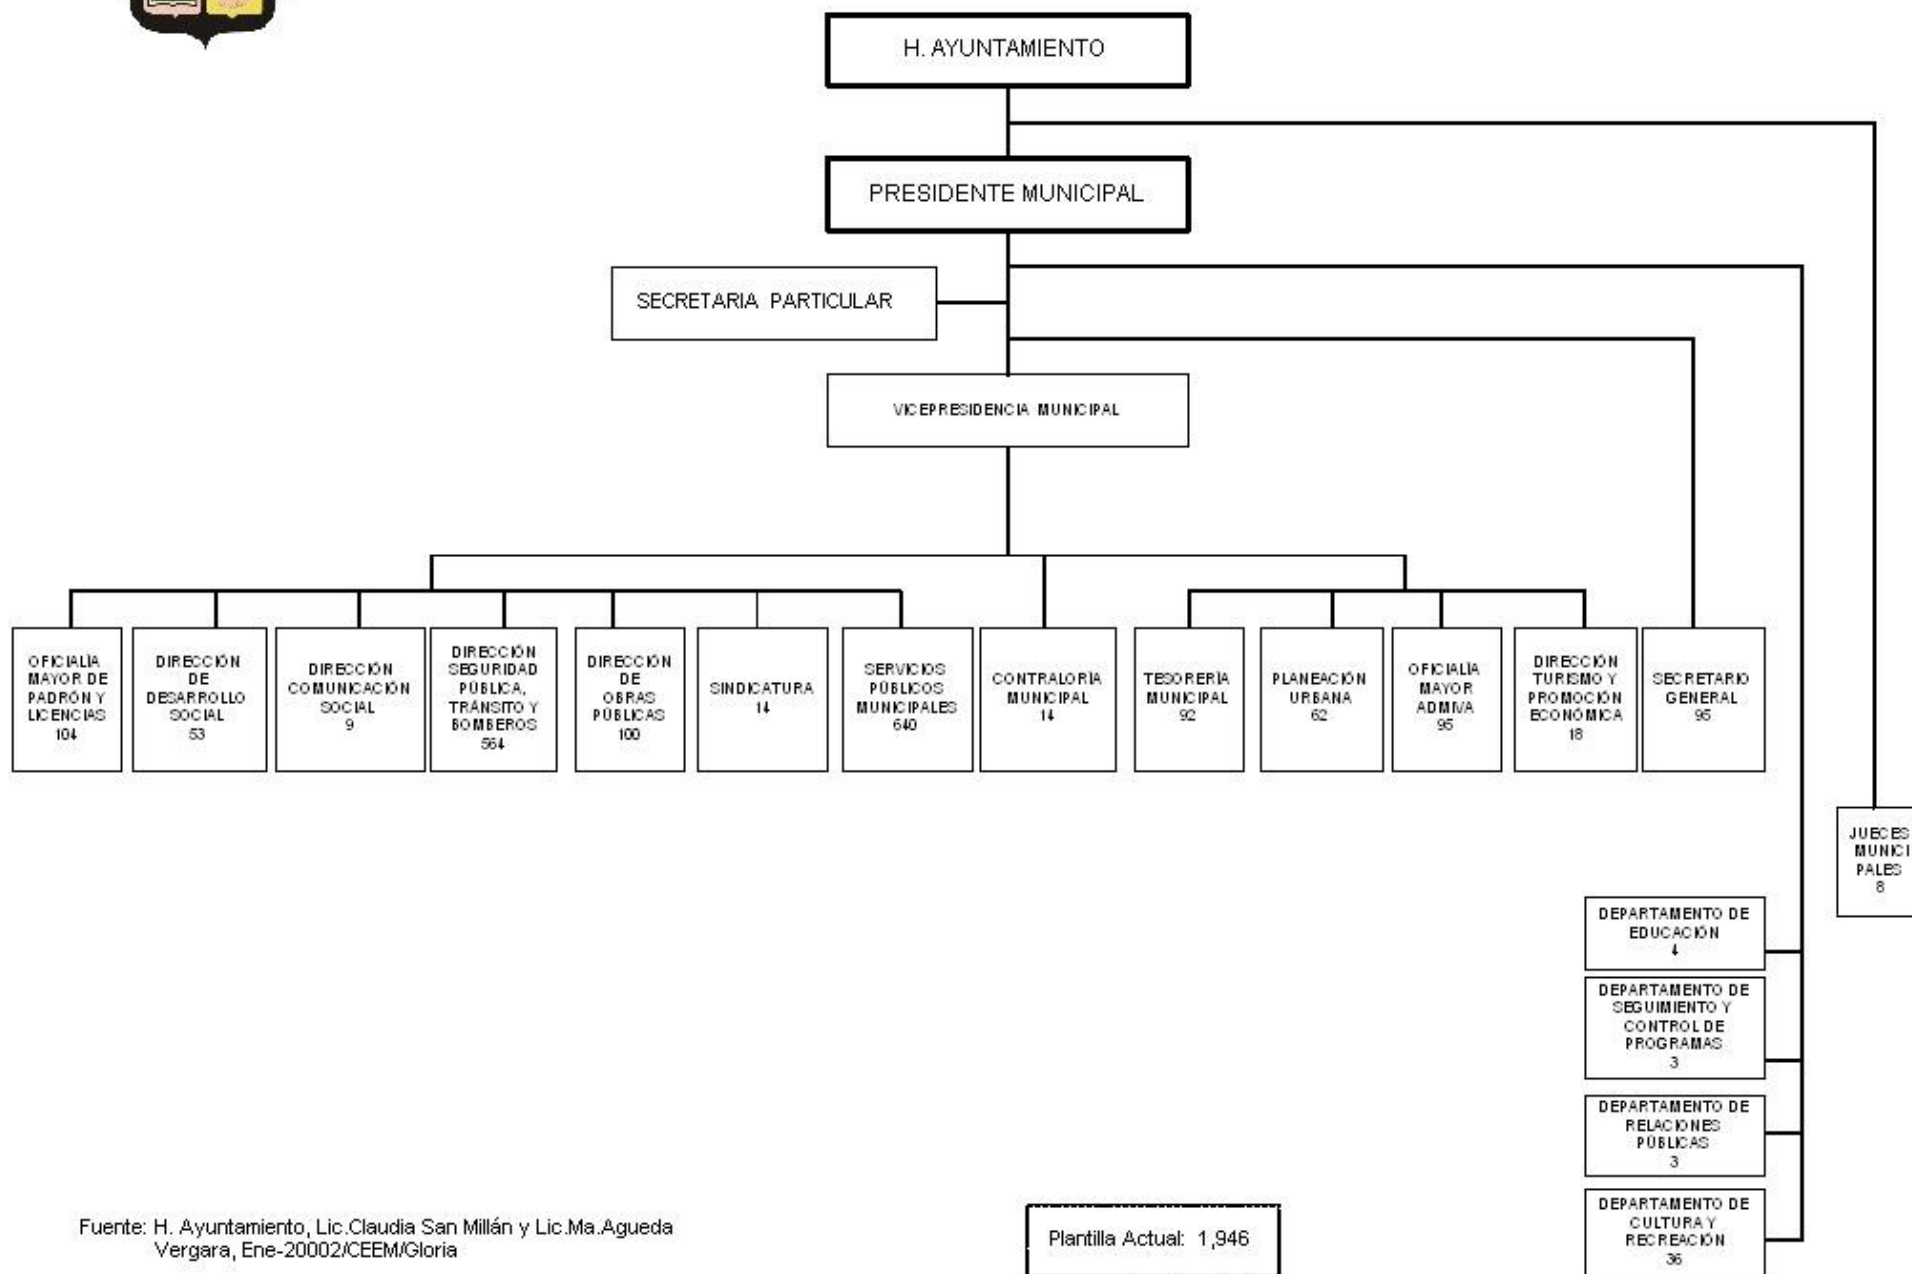 H. AYUNTAMIENTO
PRESIDENTE MUNICIPAL
SECRETARIA PARTICULAR
VICEPRESIDENCIA MUNICIPAL
OFICIALÌA
MAYOR DE
PADRÓN Y
LICENCIAS
104
DIRECCIÓN
DE
DESARROLLO
SOCIAL
53
DIRECCIÓN
COMUNICACIÓN
SOCIAL
9
DIRECCIÓN
SEGURIDAD
PÚBLICA,
TRÁNSITO Y
BOMBEROS
564
DIRECCIÓN
DE
OBRAS
PÚBLICAS
100
SINDICATURA
14
SERVICIOS
PÚBLICOS
MUNICIPALES
640
CONTRALORÌA
MUNICIPAL
14
TESORERÌA
MUNICIPAL
92
PLANEACIÓN
URBANA
62
OFICIALÌA
MAYOR
ADMIVA
95
DIRECCIÓN
TURISMO Y
PROMOCIÓN
ECONÓMICA
18
SECRETARIO
GENERAL
95
JUECES
MUNICI
PALES
8
DEPARTAMENTO DE
EDUCACIÓN
4
DEPARTAMENTO DE
SEGUIMIENTO Y
CONTROL DE
PROGRAMAS
3
DEPARTAMENTO DE
RELACIONES
PÚBLICAS
3
DEPARTAMENTO DE
CULTURA Y
RECREACIÓN
36
Fuente: H. Ayuntamiento, Lic.Claudia San Millán y Lic.Ma.Agueda
Vergara, Ene-20002/CEEM/Gloria
Plantilla Actual: 1,946